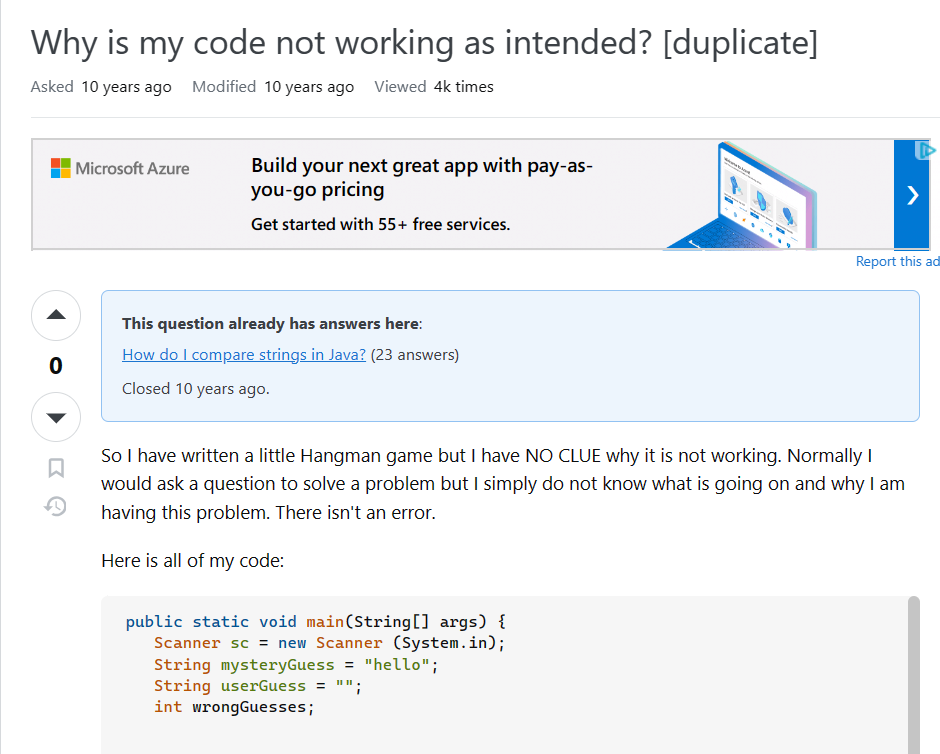 Why is my code not working as intended? [duplicate]
Asked 10 years ago Modified 10 years ago Viewed 4k times
Microsoft Azure
Build your next great app with pay-as-
you-go pricing
Get started with 55+ free services.
Report this ad
This question already has answers here:
How do I compare strings in Java? (23 answers)
Closed 10 years ago.
0
So I have written a little Hangman game but I have NO CLUE why it is not working. Normally I
would ask a question to solve a problem but I simply do not know what is going on and why I am
having this problem. There isn't an error.
Here is all of my code:
public static void main(String[] args) {
Scanner sc = new Scanner (System.in);
String mysteryGuess = "hello";
String userGuess = "";
int wrongGuesses;